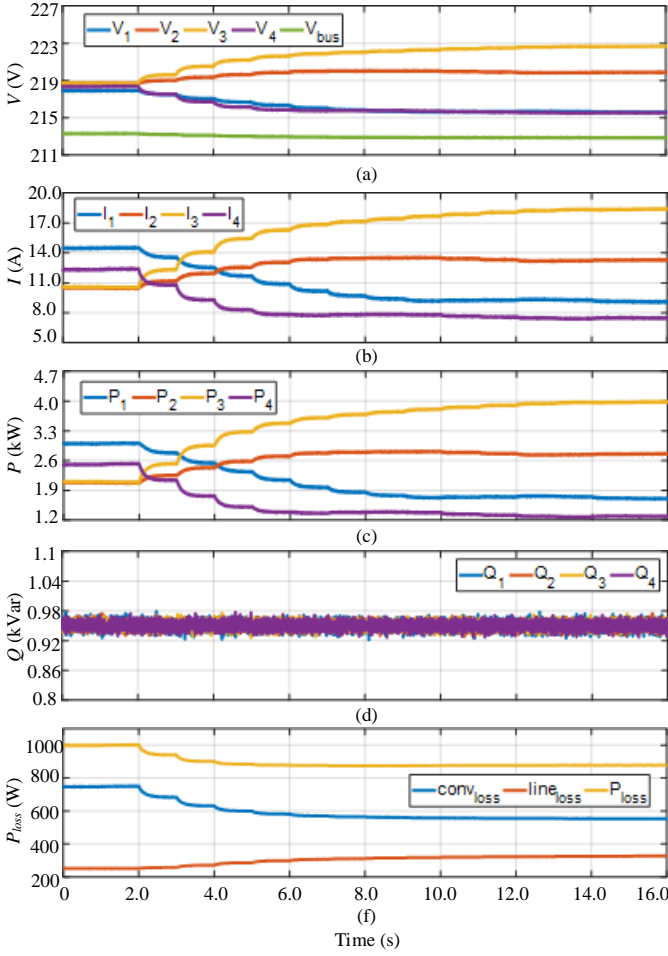 227
223
219
215
211
V (V)
V1 V2 V3 V4 Vbus
(a)
20.0
17.0
14.0
11.0
8.0
5.0
I (A)
I1 I2 I3 I4
(b)
4.7
4.0
3.3
2.6
1.9
1.2
P (kW)
P1 P2 P3 P4
(c)
1.1
1.04
0.98
0.92
0.86
0.8
Q (kVar)
Q1 Q2 Q3 Q4
(d)
1000
800
600
400
200
Ploss (W)
convloss lineloss Ploss
0 2.0 4.0 6.0 8.0 10.0 12.0 14.0 16.0
(f)
Time (s)